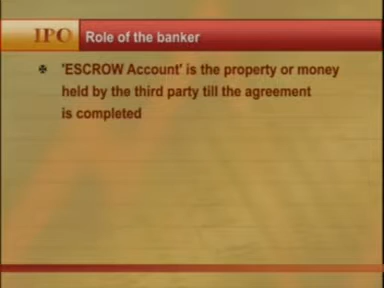 IPO Role of the banker
'ESCROW Account' is the property or money
held by the third party till the agreement
is completed